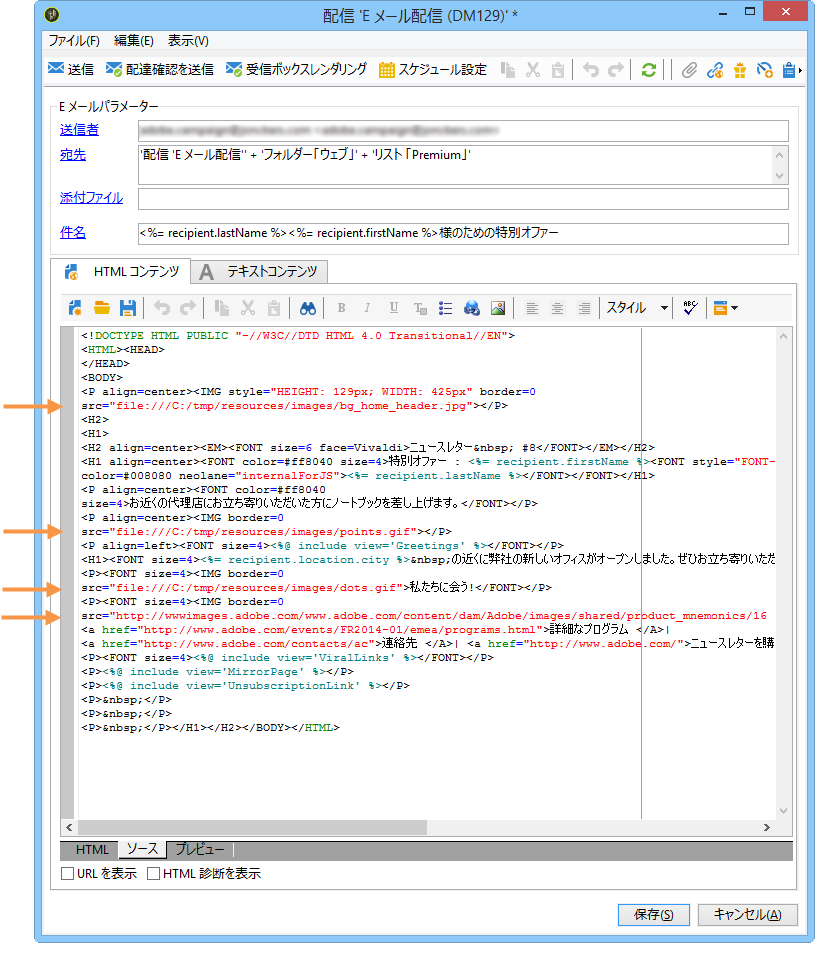 配信 'E メール配信 (DM129)' *
ファイル(F) 編集(E) 表示(V)
送信 配達確認を送信 受信ボックスレンダリング スケジュール設定
E メールパラメーター
送信者
宛先 '配信 'E メール配信'' + 'フォルダー「ウェブ」' + 'リスト「Premium」'
添付ファイル
件名 <%= recipient.lastName %><%= recipient.firstName %>様のための特別オファー
HTML コンテンツ A テキストコンテンツ
B I U スタイル ABC
<!DOCTYPE HTML PUBLIC "-//W3C//DTD HTML 4.0 Transitional//EN">
<HTML><HEAD>
</HEAD>
<BODY>
<P align=center><IMG style="HEIGHT: 129px; WIDTH: 425px" border=0
src="file:///C:/tmp/resources/images/bg_home_header.jpg"></P>
<H2>
<H1>
<H2 align=center><EM><FONT size=6 face=Vivaldi>ニュースレター&nbsp; #8</FONT></EM></H2>
<H1 align=center><FONT color=#ff8040 size=4>特別オファー : <%= recipient.firstName %><FONT style="FONT-
color=#008080 neolane="internalForJS"><%= recipient.lastName %></FONT></FONT></H1>
<P align=center><FONT color=#ff8040
size=4>お近くの代理店にお立ち寄りいただいた方にノートブックを差し上げます。</FONT></P>
<P align=center><IMG border=0
src="file:///C:/tmp/resources/images/points.gif"></P>
<P align=left><FONT size=4><%@ include view='Greetings' %></FONT></P>
<H1><FONT size=4><%= recipient.location.city %>&nbsp;の近くに弊社の新しいオフィスがオープンしました。ぜひお立ち寄りいただ
<P><FONT size=4><IMG border=0
src="file:///C:/tmp/resources/images/dots.gif">私たちに会う!</FONT></P>
<P><FONT size=4><IMG border=0
src="http://wwwimages.adobe.com/www.adobe.com/content/dam/Adobe/images/shared/product_mnemonics/16
<a href="http://www.adobe.com/events/FR2014-01/emea/programs.html">詳細なプログラム </A>|
<a href="http://www.adobe.com/contacts/ac">連絡先 </A>| <a href="http://www.adobe.com/">ニュースレターを購
<P><FONT size=4><%@ include view='ViralLinks' %></FONT></P>
<P><%@ include view='MirrorPage' %></P>
<P><%@ include view='UnsubscriptionLink' %></P>
<P>&nbsp;</P>
<P>&nbsp;</P>
<P>&nbsp;</P></H1></H2></BODY></HTML>
HTML ソース プレビュー
URL を表示 HTML 診断を表示
保存(S) キャンセル(A)